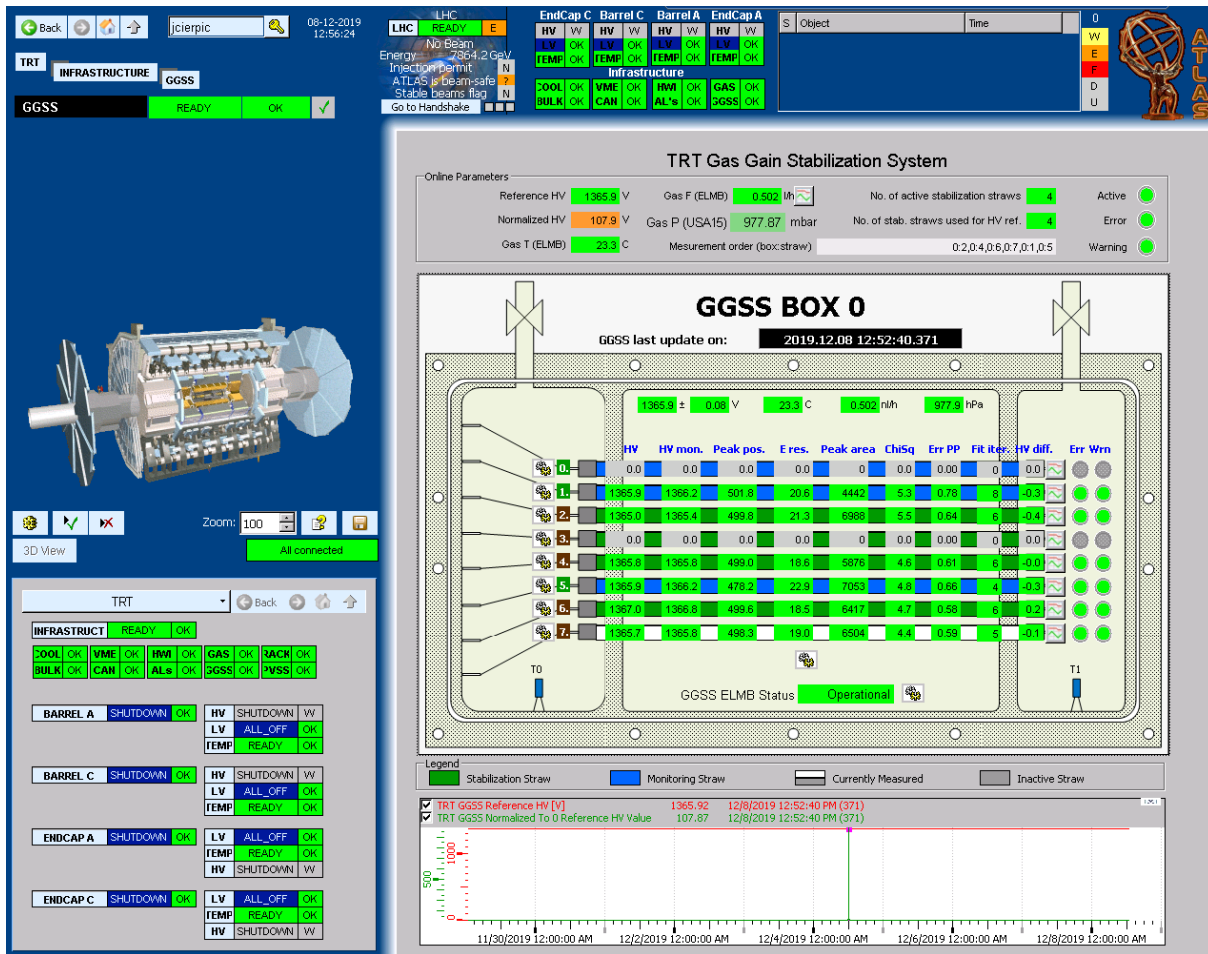 Back
jcierpic
08-12-2019
12:56:24
TRT
INFRASTRUCTURE
GGSS
GGSS READY OK
LHC
LHC READY E
No Beam
Energy 7864.2 GeV
Injection permit N
ATLAS is beam-safe ?
Stable beams flag N
Go to Handshake
EndCap C Barrel C Barrel A EndCap A
HV W HV W HV W HV W
LV OK LV OK LV OK LV OK
TEMP OK TEMP OK TEMP OK TEMP OK
Infrastructure
COOL OK VME OK HWI OK GAS OK
BULK OK CAN OK AL's OK GGSS OK
S Object Time
0
W
E
F
D
U
ATLAS
TRT Gas Gain Stabilization System
Online Parameters
Reference HV 1365.9 V Gas F (ELMB) 0.502 l/h No. of active stabilization straws 4 Active
Normalized HV 107.9 V Gas P (USA15) 977.87 mbar No. of stab. straws used for HV ref. 4 Error
Gas T (ELMB) 23.3 C Mesurement order (box:straw) 0:2,0:4,0:6,0:7,0:1,0:5 Warning
GGSS BOX 0
GGSS last update on: 2019.12.08 12:52:40.371
1365.9 ± 0.08 V 23.3 C 0.502 nl/h 977.9 hPa
HV HV mon. Peak pos. E res. Peak area ChiSq Err PP Fit iter. HV diff. Err Wrn
0. 0.0 0.0 0.0 0.0 0 0.0 0.00 0 0.0
1. 1365.9 1366.2 501.8 20.6 4442 5.3 0.78 8 -0.3
2. 1365.0 1365.4 499.8 21.3 6988 5.5 0.64 6 -0.4
3. 0.0 0.0 0.0 0.0 0 0.0 0.00 0 0.0
4. 1365.8 1365.8 499.0 18.6 5876 4.6 0.61 6 -0.0
5. 1365.9 1366.2 478.2 22.9 7053 4.8 0.66 4 -0.3
6. 1367.0 1366.8 499.6 18.5 6417 4.7 0.58 6 0.2
7. 1365.7 1365.8 498.3 19.0 6504 4.4 0.59 5 -0.1
T0 T1
GGSS ELMB Status Operational
Legend
Stabilization Straw Monitoring Straw Currently Measured Inactive Straw
TRT GGSS Reference HV [V] 1365.92 12/8/2019 12:52:40 PM (371)
TRT GGSS Normalized To 0 Reference HV Value 107.87 12/8/2019 12:52:40 PM (371)
1000
500
0
0
11/30/2019 12:00:00 AM 12/2/2019 12:00:00 AM 12/4/2019 12:00:00 AM 12/6/2019 12:00:00 AM 12/8/2019 12:00:00 AM
Zoom: 100
3D View All connected
TRT Back
INFRASTRUCT READY OK
COOL OK VME OK HWI OK GAS OK RACK OK
BULK OK CAN OK ALs OK GGSS OK PVSS OK
BARREL A SHUTDOWN OK HV SHUTDOWN W
LV ALL_OFF OK
TEMP READY OK
BARREL C SHUTDOWN OK HV SHUTDOWN W
LV ALL_OFF OK
TEMP READY OK
ENDCAP A SHUTDOWN OK LV ALL_OFF OK
TEMP READY OK
HV SHUTDOWN W
ENDCAP C SHUTDOWN OK LV ALL_OFF OK
TEMP READY OK
HV SHUTDOWN W